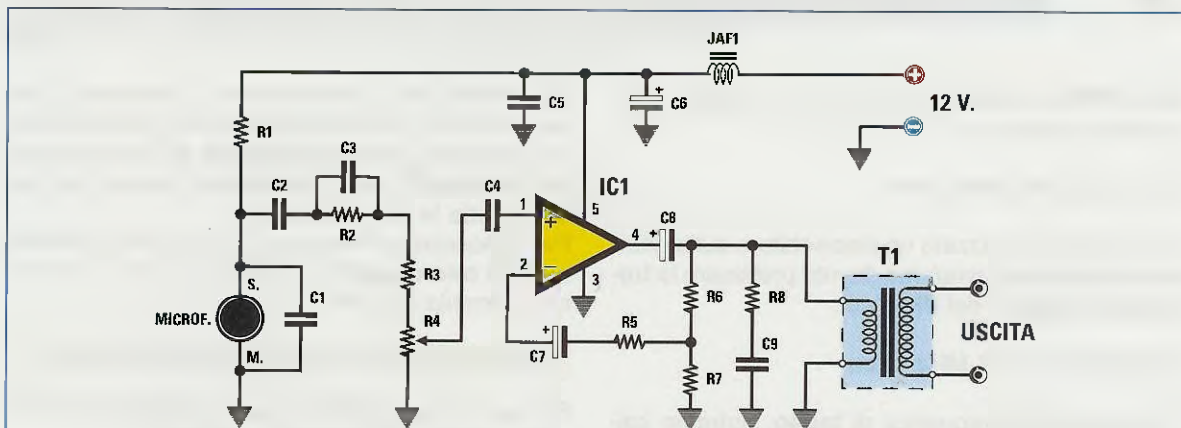 JAF1
12 V.
C5
C6
R1
C3
C2
R2
C4
IC1
1
5
C8
2
4
3
T1
S.
R3
R6
R8
MICROF.
C1
R4
R5
USCITA
M.
C7
R7
C9